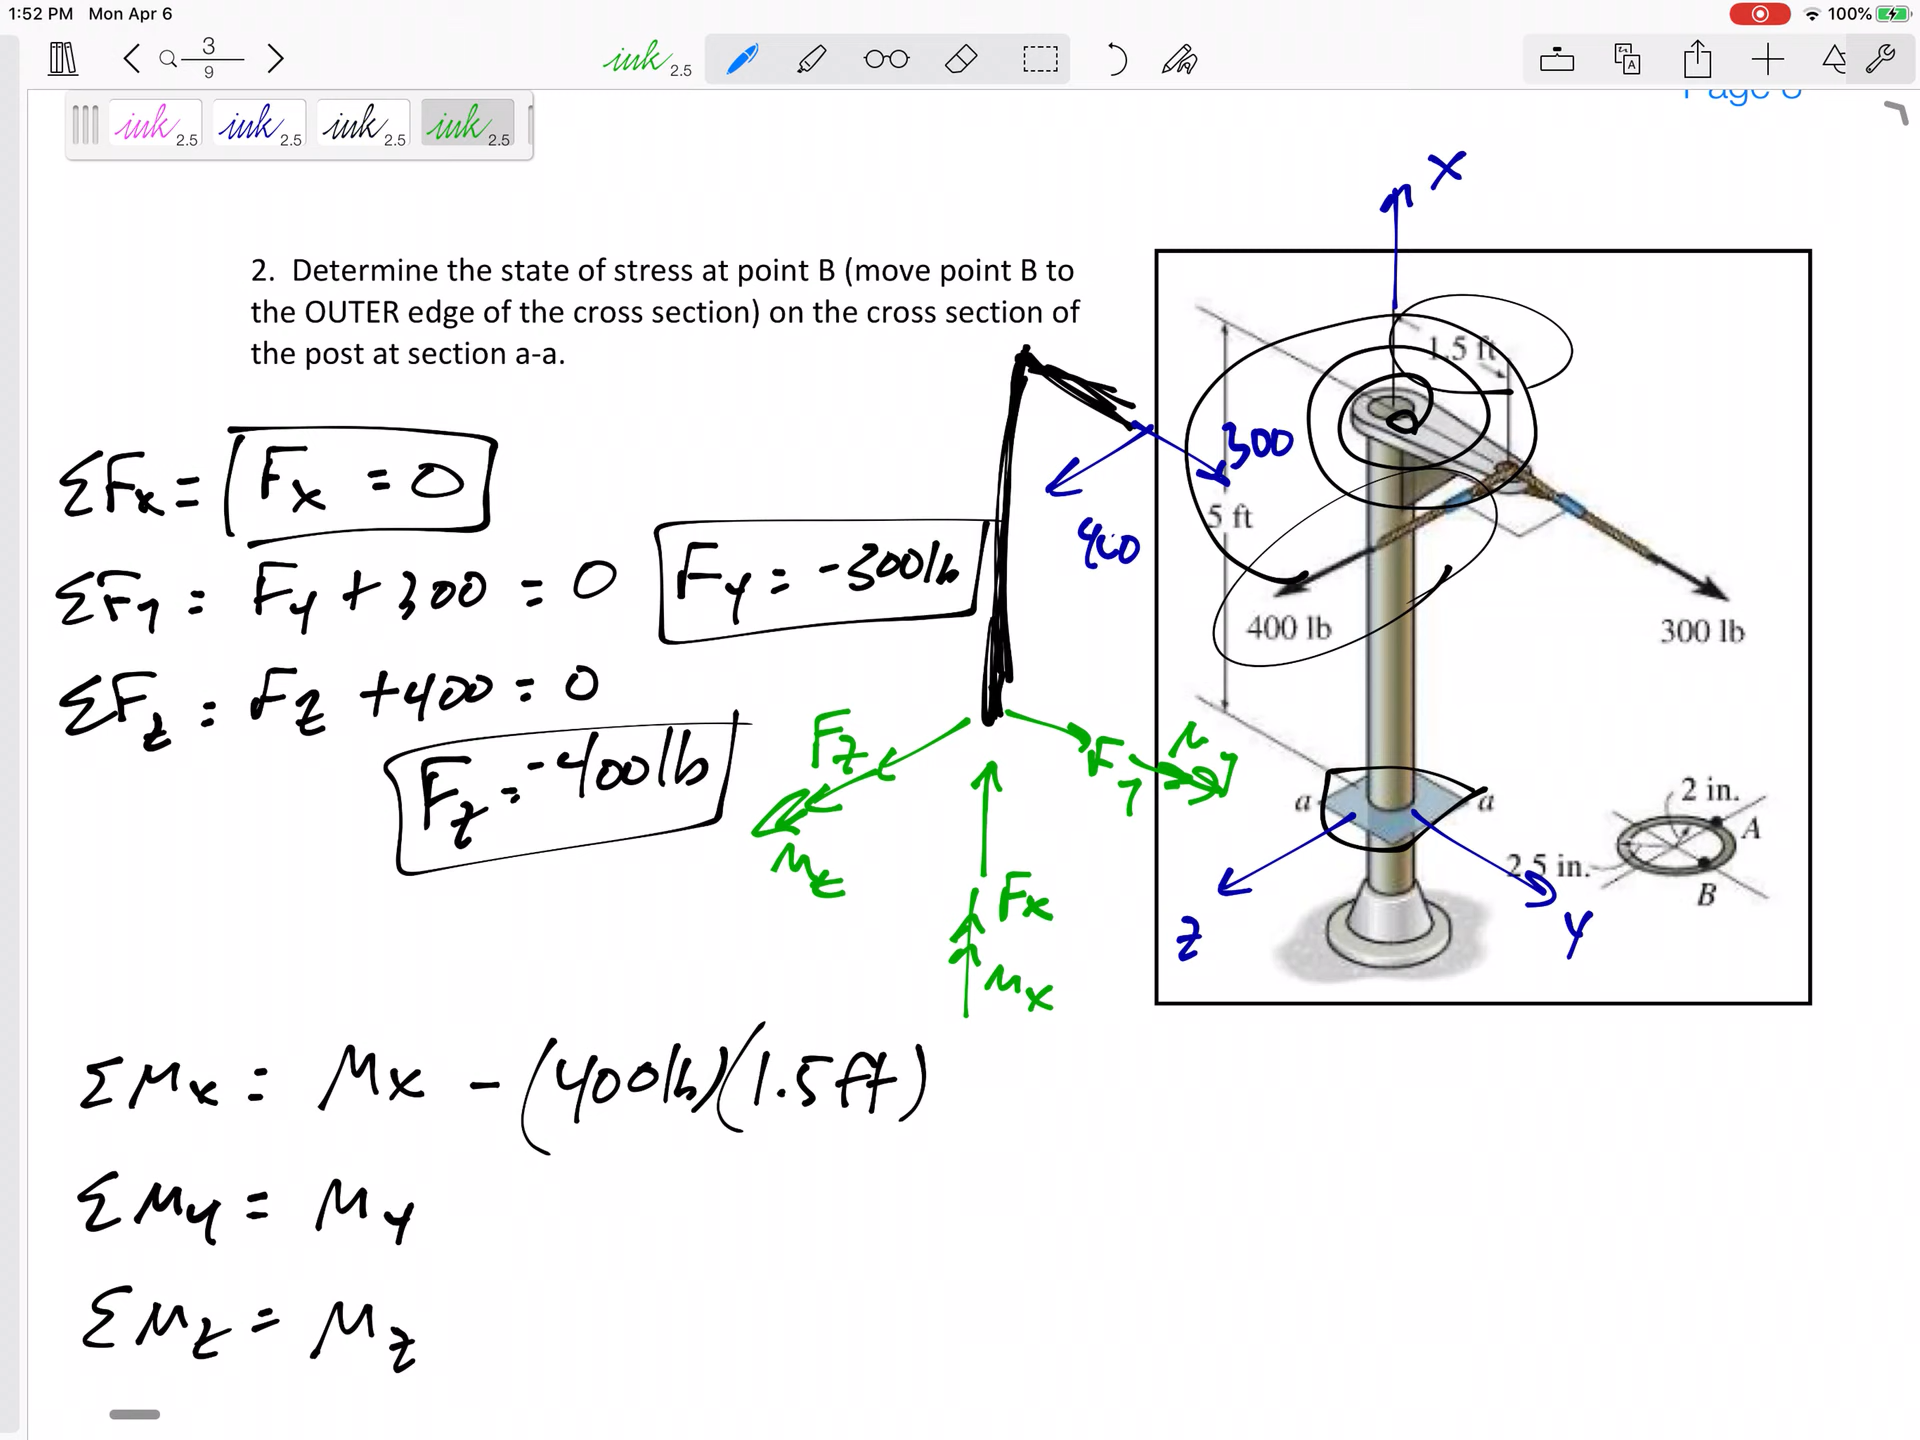 1:52 PM Mon Apr 6
100%
3
9
ink 2.5
ink 2.5
ink 2.5
ink 2.5
ink 2.5
2. Determine the state of stress at point B (move point B to
the OUTER edge of the cross section) on the cross section of
the post at section a-a.
X
1.5 ft
300
400
5 ft
400 lb
300 lb
a
a
2 in.
A
2.5 in.
B
Z
Y
ΣFx = Fx = 0
ΣFy = Fy + 300 = 0 Fy = -300lb
ΣFz = Fz + 400 = 0
Fz = -400lb
Fz
Mz
Fy
My
Fx
Mx
ΣMx = Mx - (400lb)(1.5ft)
ΣMy = My
ΣMz = Mz